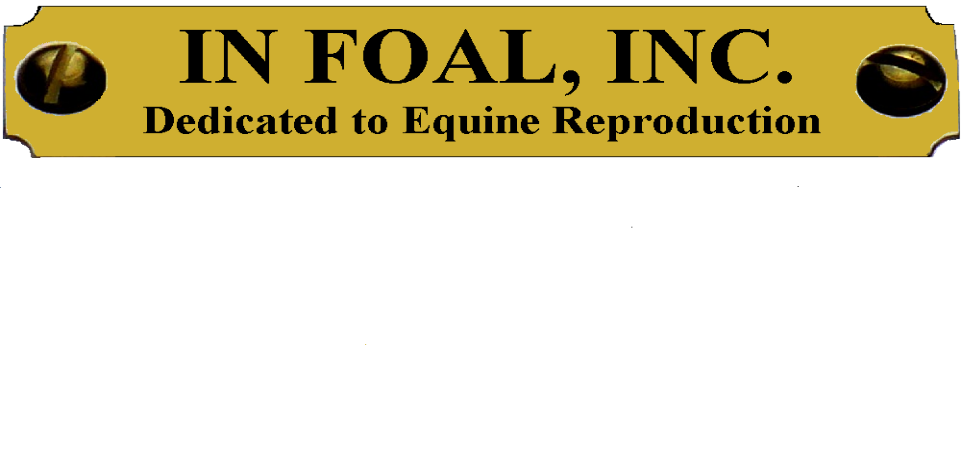 IN FOAL, INC.
Dedicated to Equine Reproduction